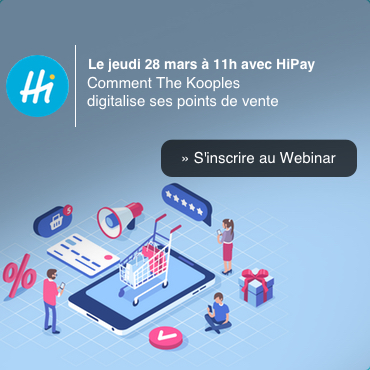 Hi
Le jeudi 28 mars à 11h avec HiPay
Comment The Kooples
digitalise ses points de vente
» S'inscrire au Webinar
%